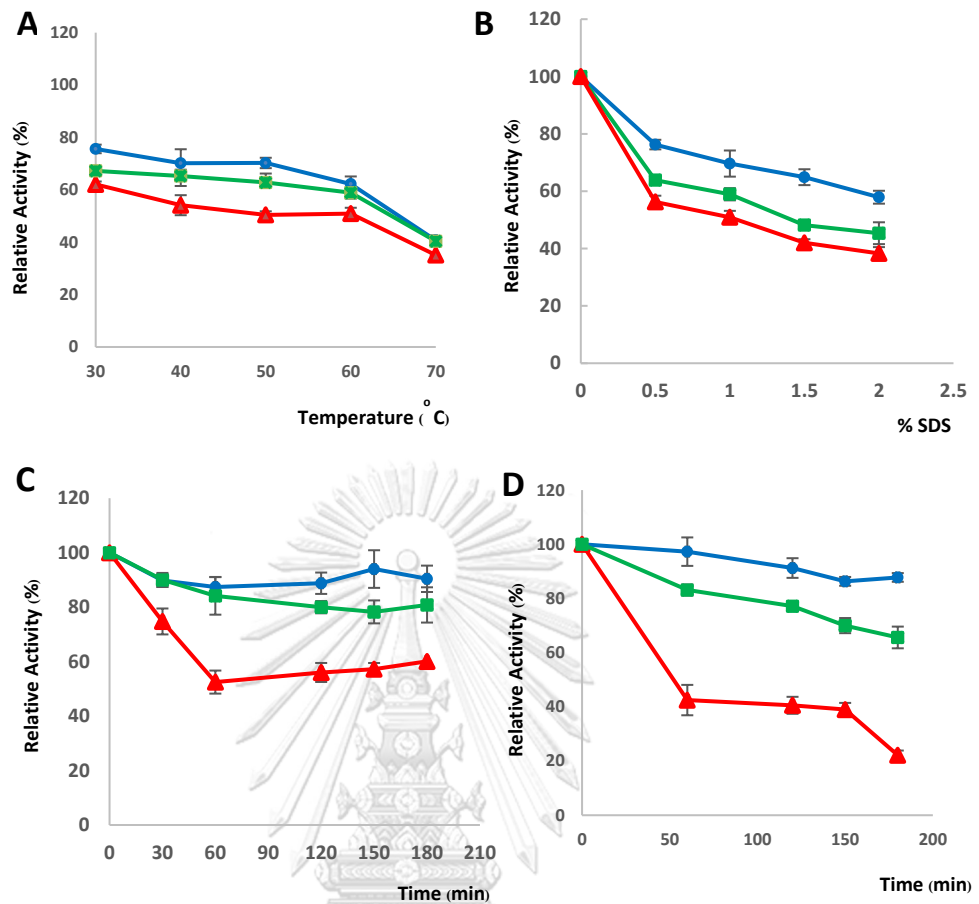 A
Relative Activity (%)
120
100
80
60
40
20
0
30 40 50 60 70
Temperature (°C)
B
Relative Activity (%)
120
100
80
60
40
20
0
0 0.5 1 1.5 2 2.5
% SDS
C
Relative Activity (%)
120
100
80
60
40
20
0
0 30 60 90 120 150 180 210
Time (min)
D
Relative Activity (%)
120
100
80
60
40
20
0
0 50 100 150 200
Time (min)